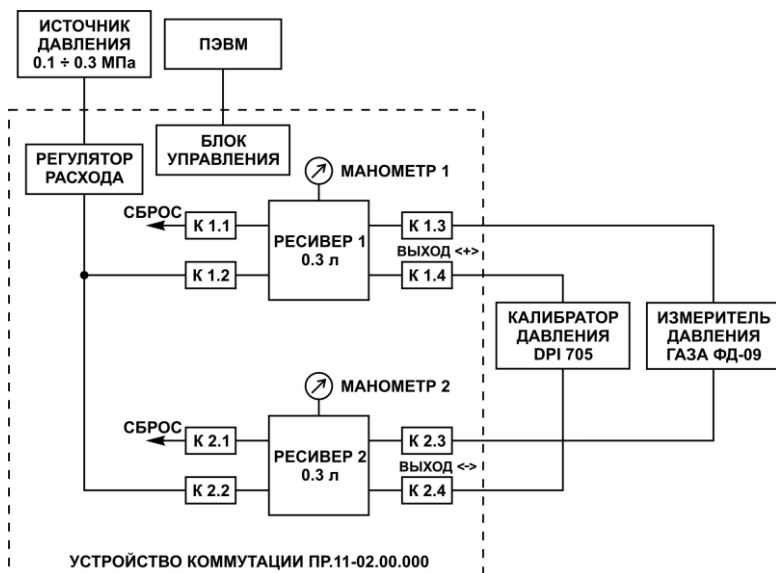 ИСТОЧНИК
ДАВЛЕНИЯ
0.1 ÷ 0.3 МПа
ПЭВМ
БЛОК
УПРАВЛЕНИЯ
РЕГУЛЯТОР
РАСХОДА
МАНОМЕТР 1
СБРОС
К 1.1
РЕСИВЕР 1
0.3 л
К 1.3
ВЫХОД <+>
К 1.2
К 1.4
КАЛИБРАТОР
ДАВЛЕНИЯ
DPI 705
ИЗМЕРИТЕЛЬ
ДАВЛЕНИЯ
ГАЗА ФД-09
МАНОМЕТР 2
СБРОС
К 2.1
РЕСИВЕР 2
0.3 л
К 2.3
ВЫХОД <->
К 2.2
К 2.4
УСТРОЙСТВО КОММУТАЦИИ ПР.11-02.00.000